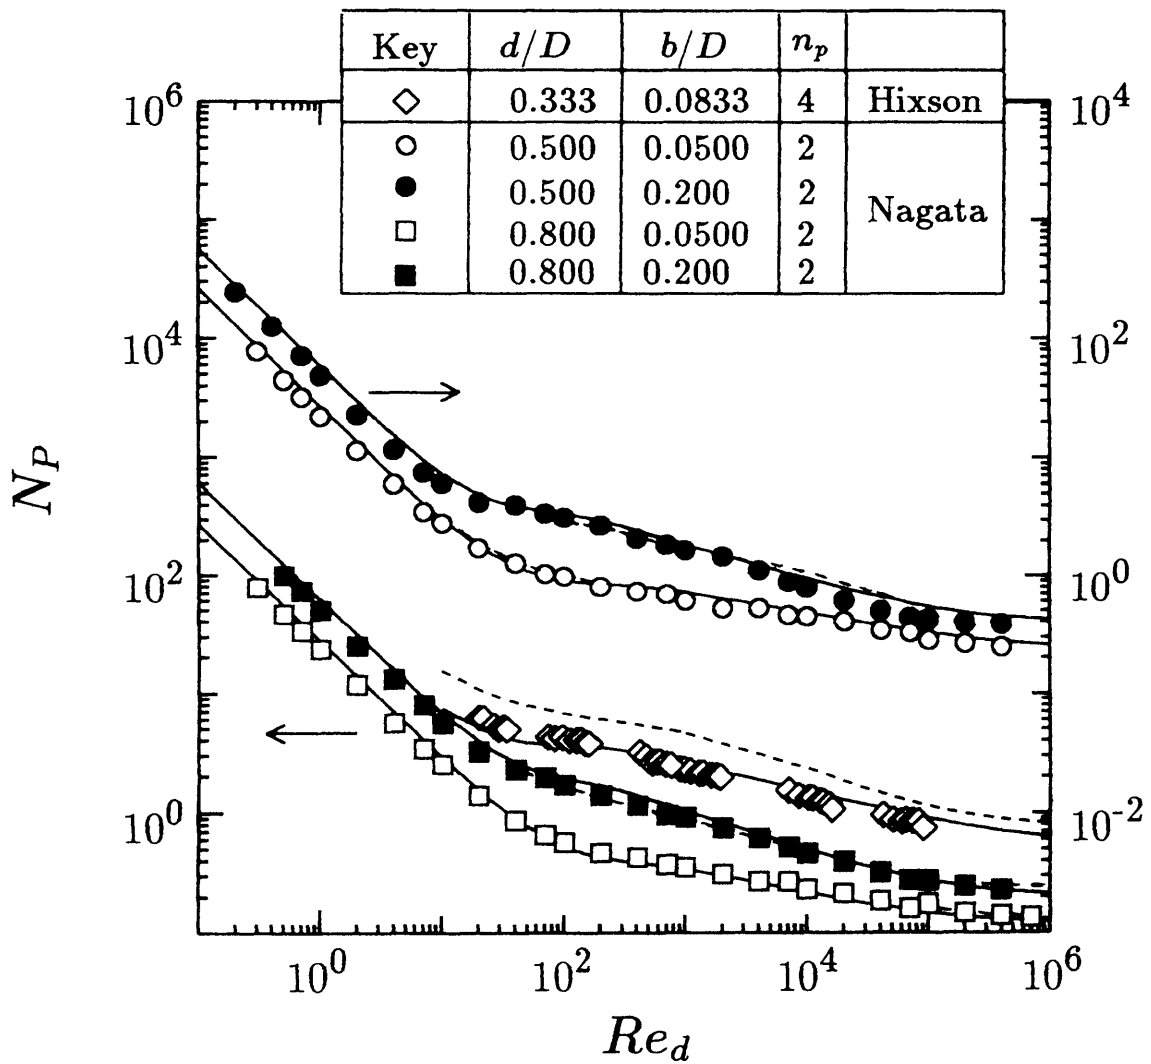 Key d/D b/D n_p
◇ 0.333 0.0833 4 Hixson
○ 0.500 0.0500 2
● 0.500 0.200 2
Nagata
□ 0.800 0.0500 2
■ 0.800 0.200 2
10^6
10^4
10^2
10^0
N_P
10^4
10^2
10^0
10^-2
10^0 10^2 10^4 10^6
Re_d